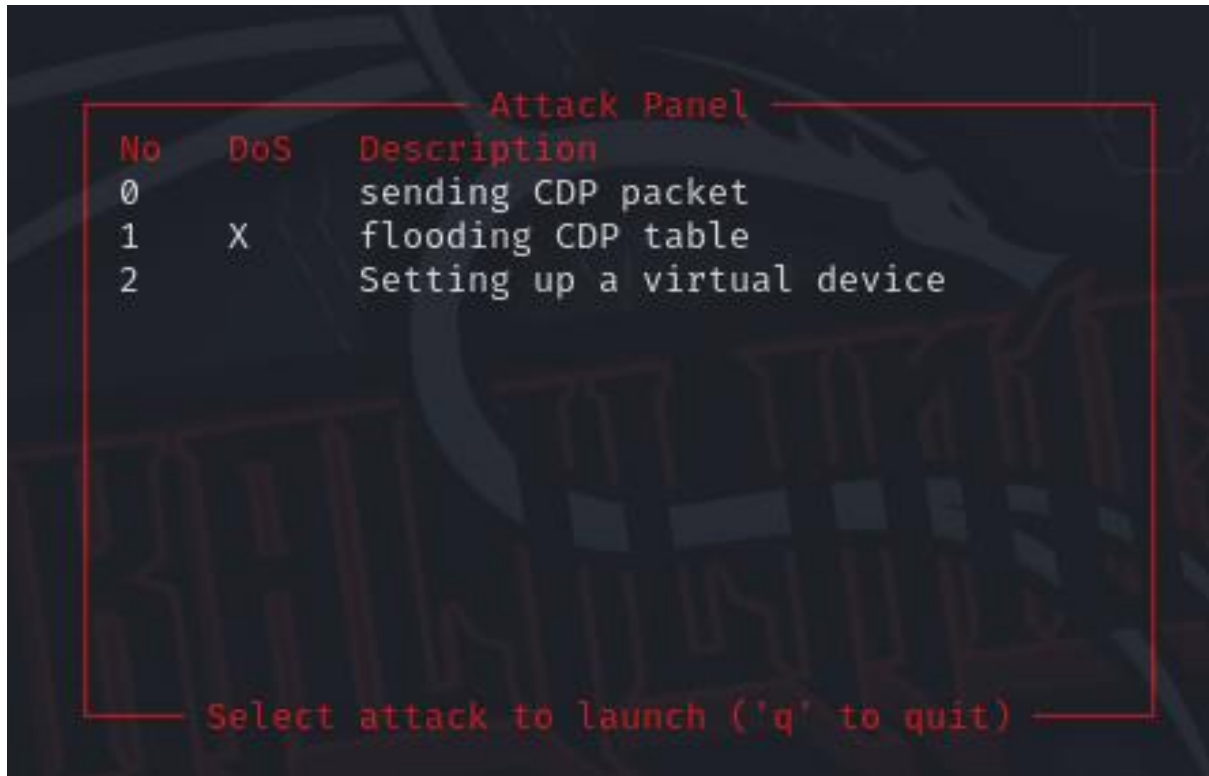 Attack Panel
No DoS Description
0 sending CDP packet
1 X flooding CDP table
2 Setting up a virtual device
Select attack to launch ('q' to quit)